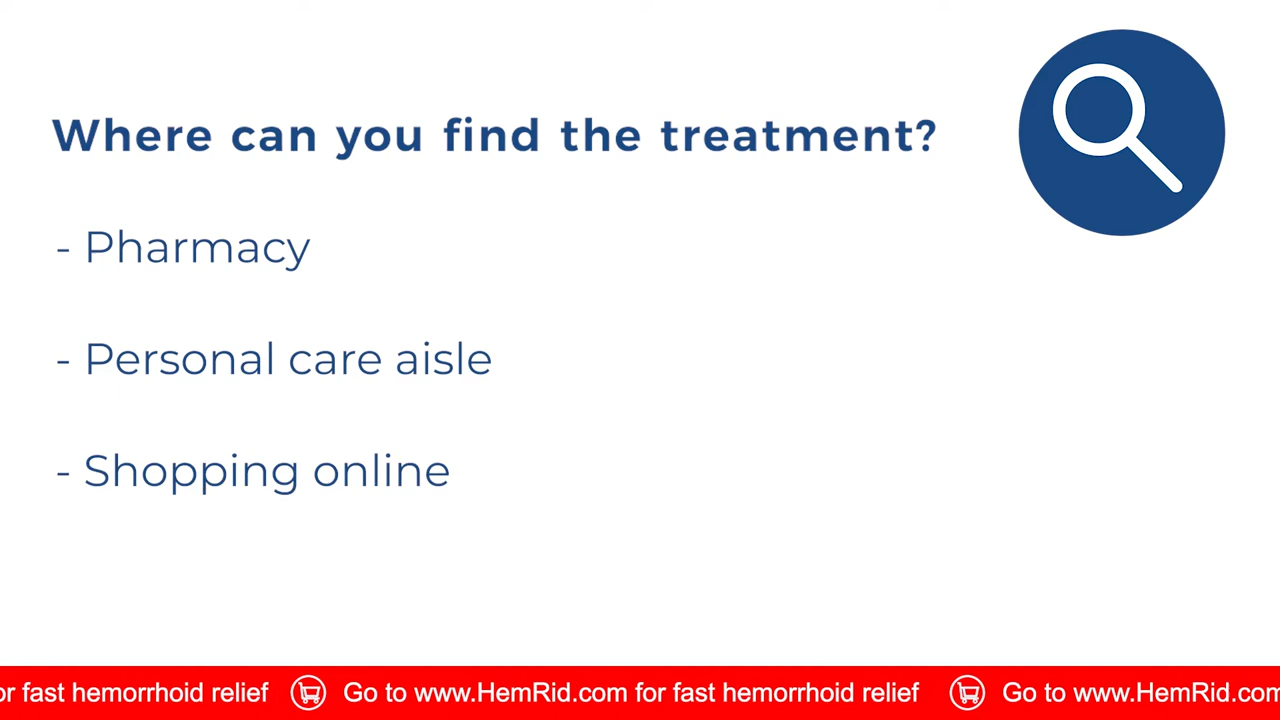 Where can you find the treatment?
- Pharmacy
- Personal care aisle
- Shopping online
or fast hemorrhoid relief Go to www.HemRid.com for fast hemorrhoid relief Go to www.HemRid.com